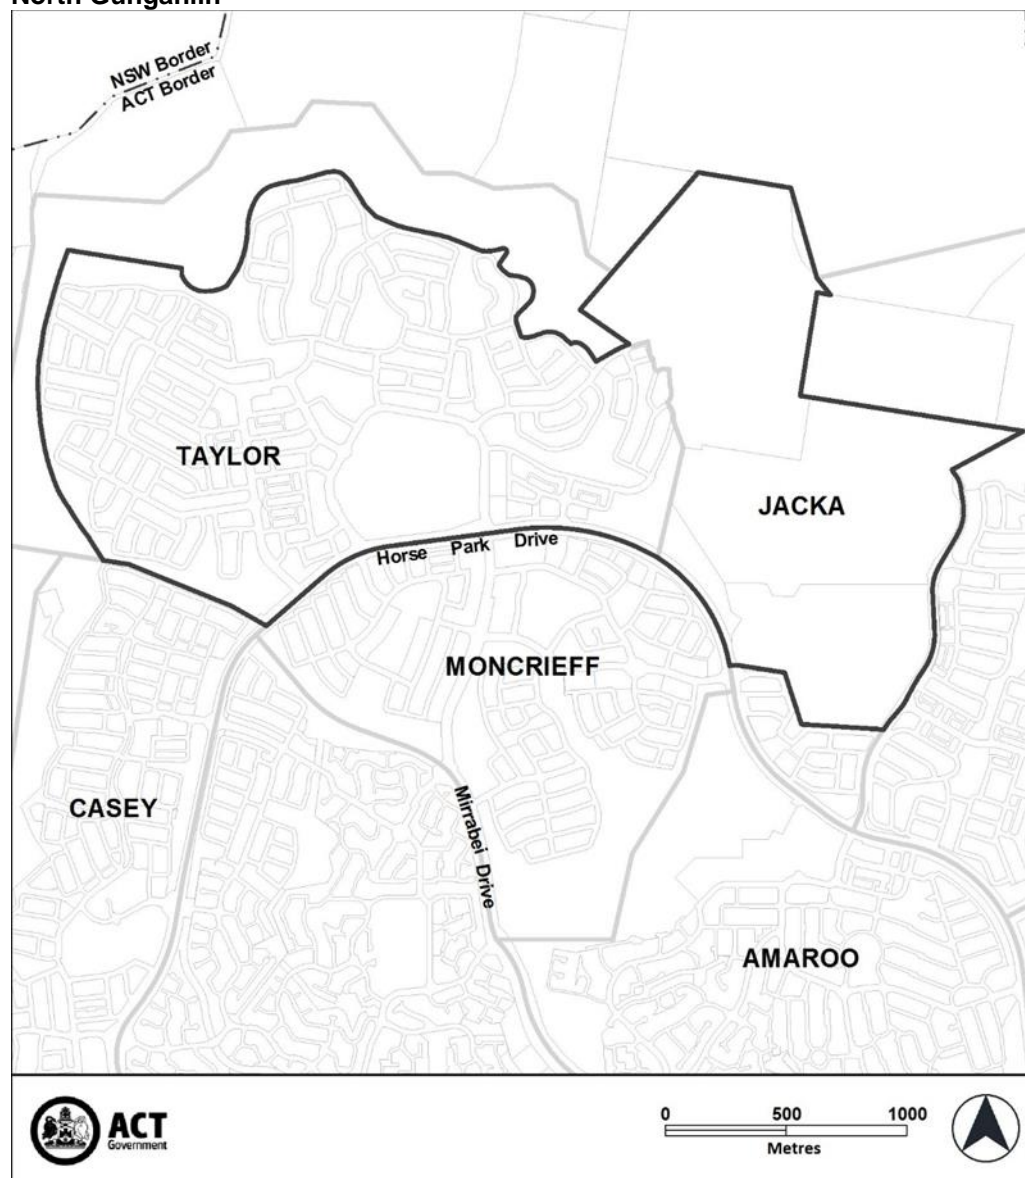 North Gungahlin
NSW Border
ACT Border
TAYLOR
JACKA
Horse Park Drive
MONCRIEFF
CASEY
Mirrabei Drive
AMAROO
ACT
Government
0 500 1000
Metres